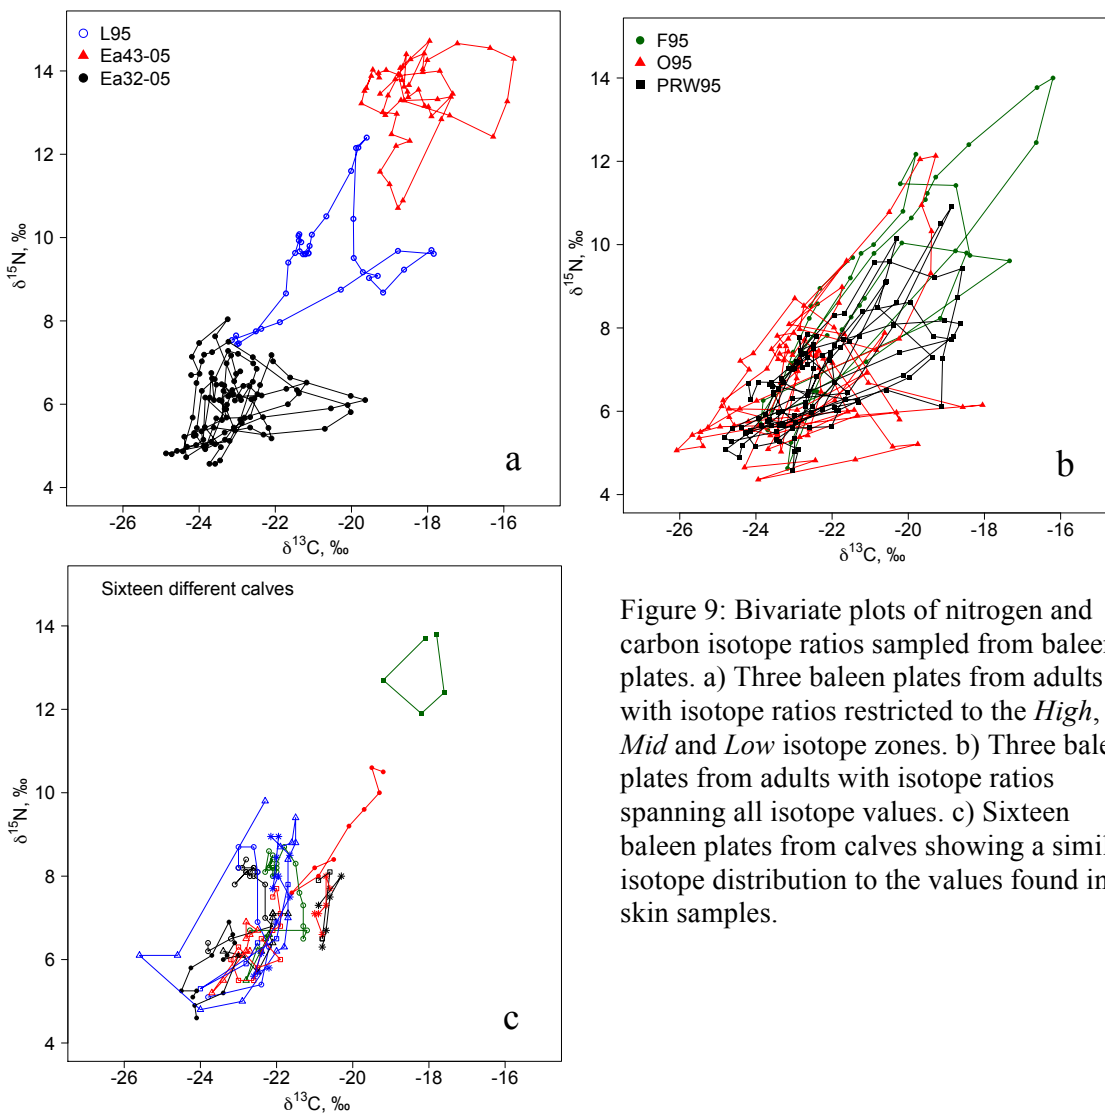 L95
Ea43-05
Ea32-05
14
12
10
8
6
4
δ15N, ‰
-26 -24 -22 -20 -18 -16
δ13C, ‰
a
F95
O95
PRW95
14
12
10
8
6
4
δ15N, ‰
-26 -24 -22 -20 -18 -16
δ13C, ‰
b
Sixteen different calves
14
12
10
8
6
4
δ15N, ‰
-26 -24 -22 -20 -18 -16
δ13C, ‰
c
Figure 9: Bivariate plots of nitrogen and
carbon isotope ratios sampled from baleen
plates. a) Three baleen plates from adults
with isotope ratios restricted to the High,
Mid and Low isotope zones. b) Three bale
plates from adults with isotope ratios
spanning all isotope values. c) Sixteen
baleen plates from calves showing a simil
isotope distribution to the values found in
skin samples.